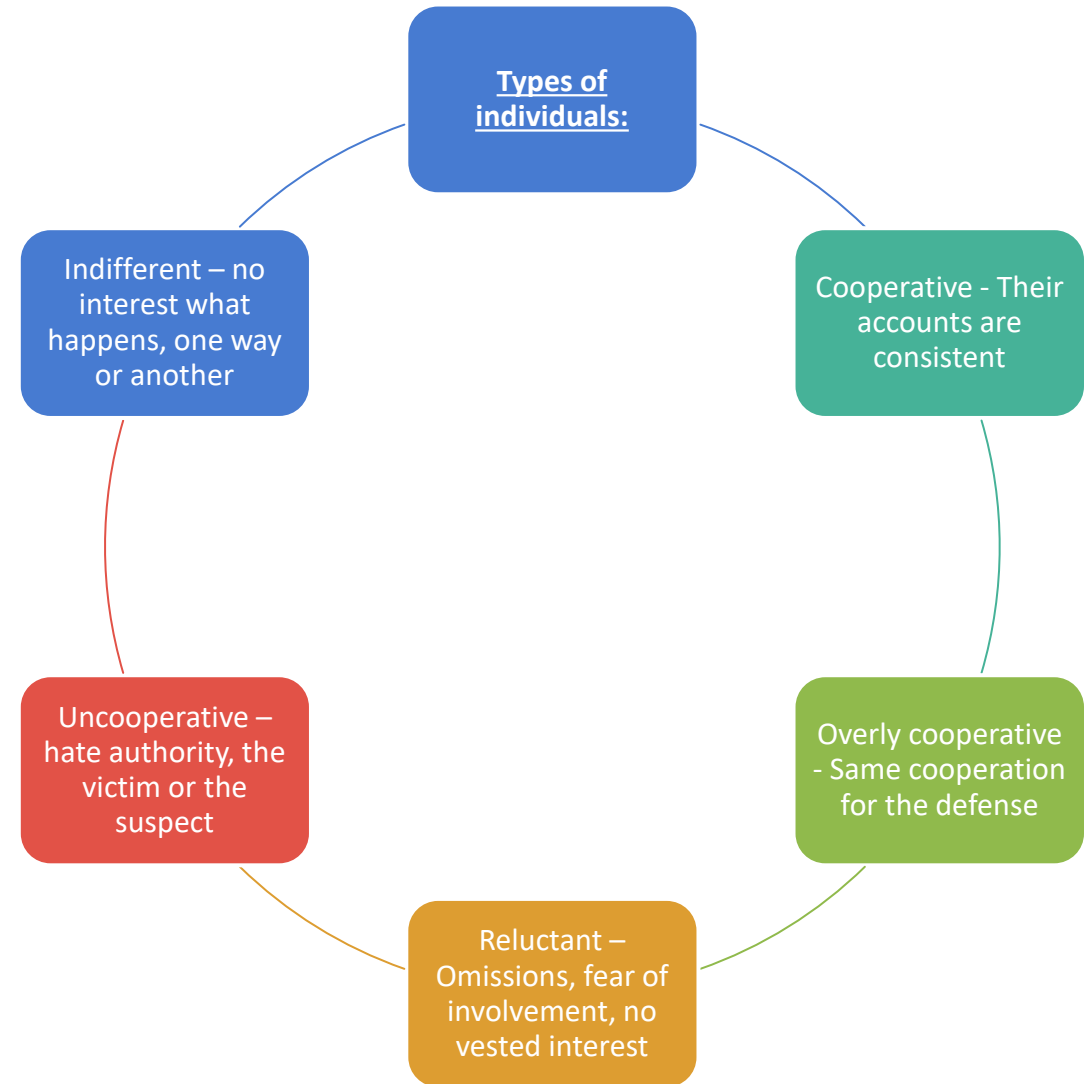 Types of
individuals:
Cooperative - Their
accounts are
consistent
Overly cooperative
- Same cooperation
for the defense
Reluctant –
Omissions, fear of
involvement, no
vested interest
Uncooperative –
hate authority, the
victim or the
suspect
Indifferent – no
interest what
happens, one way
or another